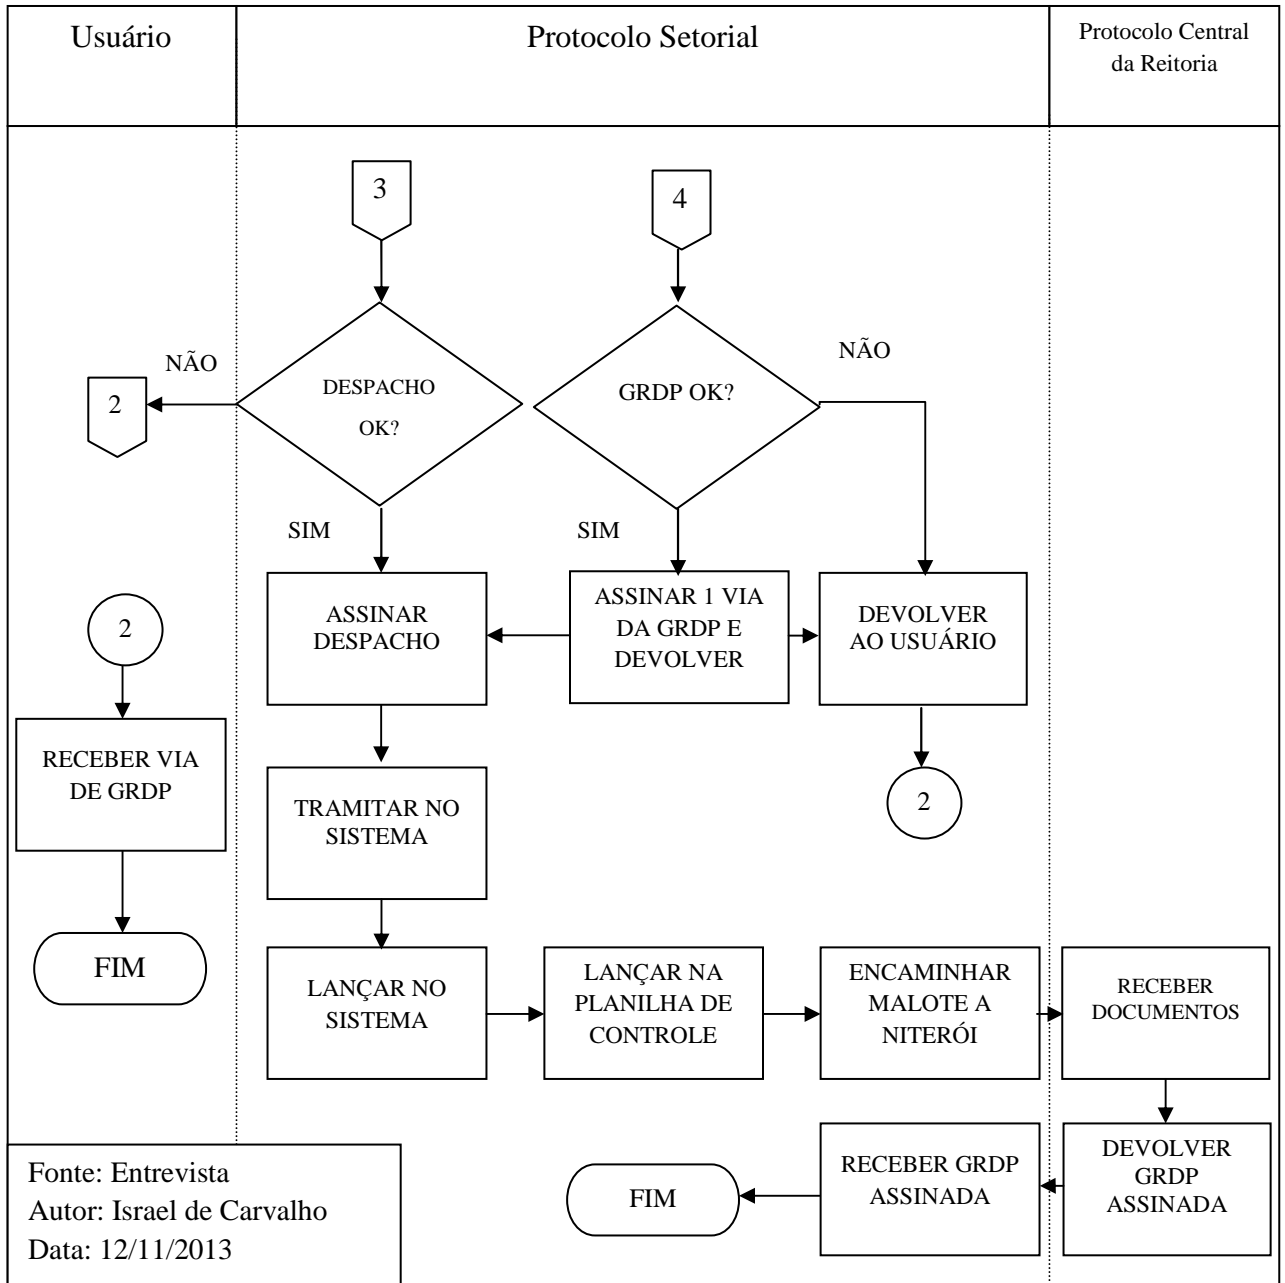 Usuário
Protocolo Setorial
Protocolo Central
da Reitoria
3
4
NÃO
NÃO
2
DESPACHO
OK?
GRDP OK?
SIM
SIM
ASSINAR
DESPACHO
ASSINAR 1 VIA
DA GRDP E
DEVOLVER
DEVOLVER
AO USUÁRIO
2
RECEBER VIA
DE GRDP
TRAMITAR NO
SISTEMA
2
FIM
LANÇAR NO
SISTEMA
LANÇAR NA
PLANILHA DE
CONTROLE
ENCAMINHAR
MALOTE A
NITERÓI
RECEBER
DOCUMENTOS
DEVOLVER
GRDP
ASSINADA
RECEBER GRDP
ASSINADA
FIM
Fonte: Entrevista
Autor: Israel de Carvalho
Data: 12/11/2013